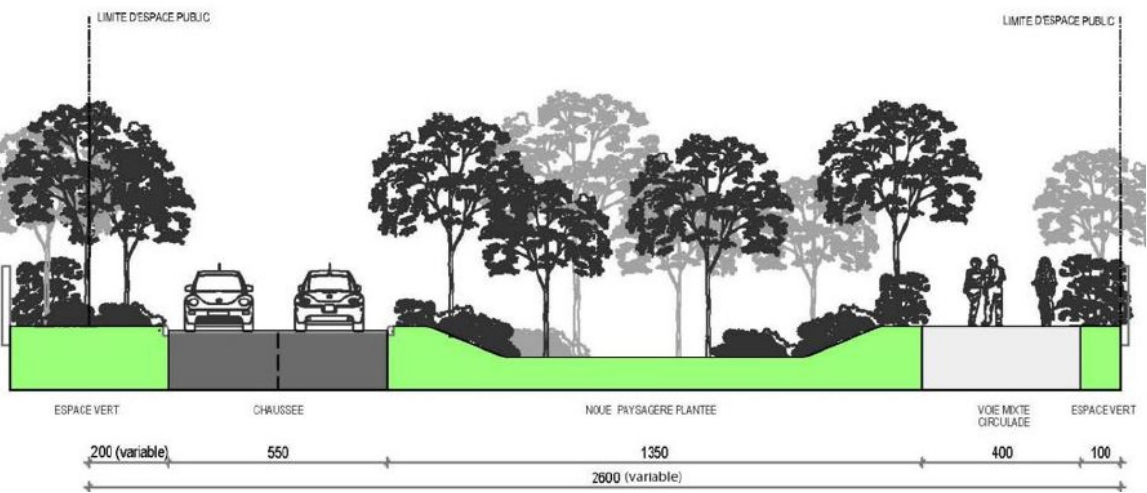 LIMITE D'ESPACE PUBLIC
LIMITE D'ESPACE PUBLIC
ESPACE VERT
CHAUSSEE
NOUE PAYSAGERE PLANTEE
VOIE MIXTE
CIRCULADE
ESPACE VERT
200 (variable)
550
1350
400
100
2600 (variable)